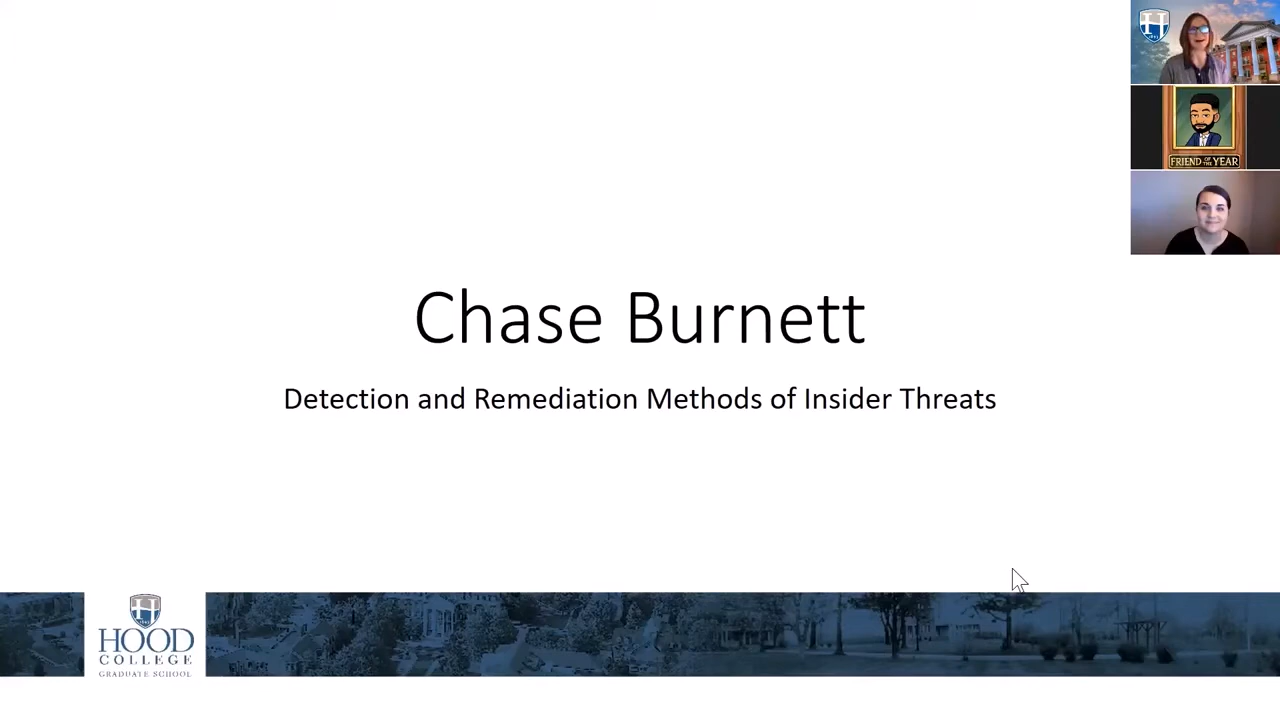 H
FRIEND OF THE YEAR
Chase Burnett
Detection and Remediation Methods of Insider Threats
H
HOOD
COLLEGE
GRADUATE SCHOOL